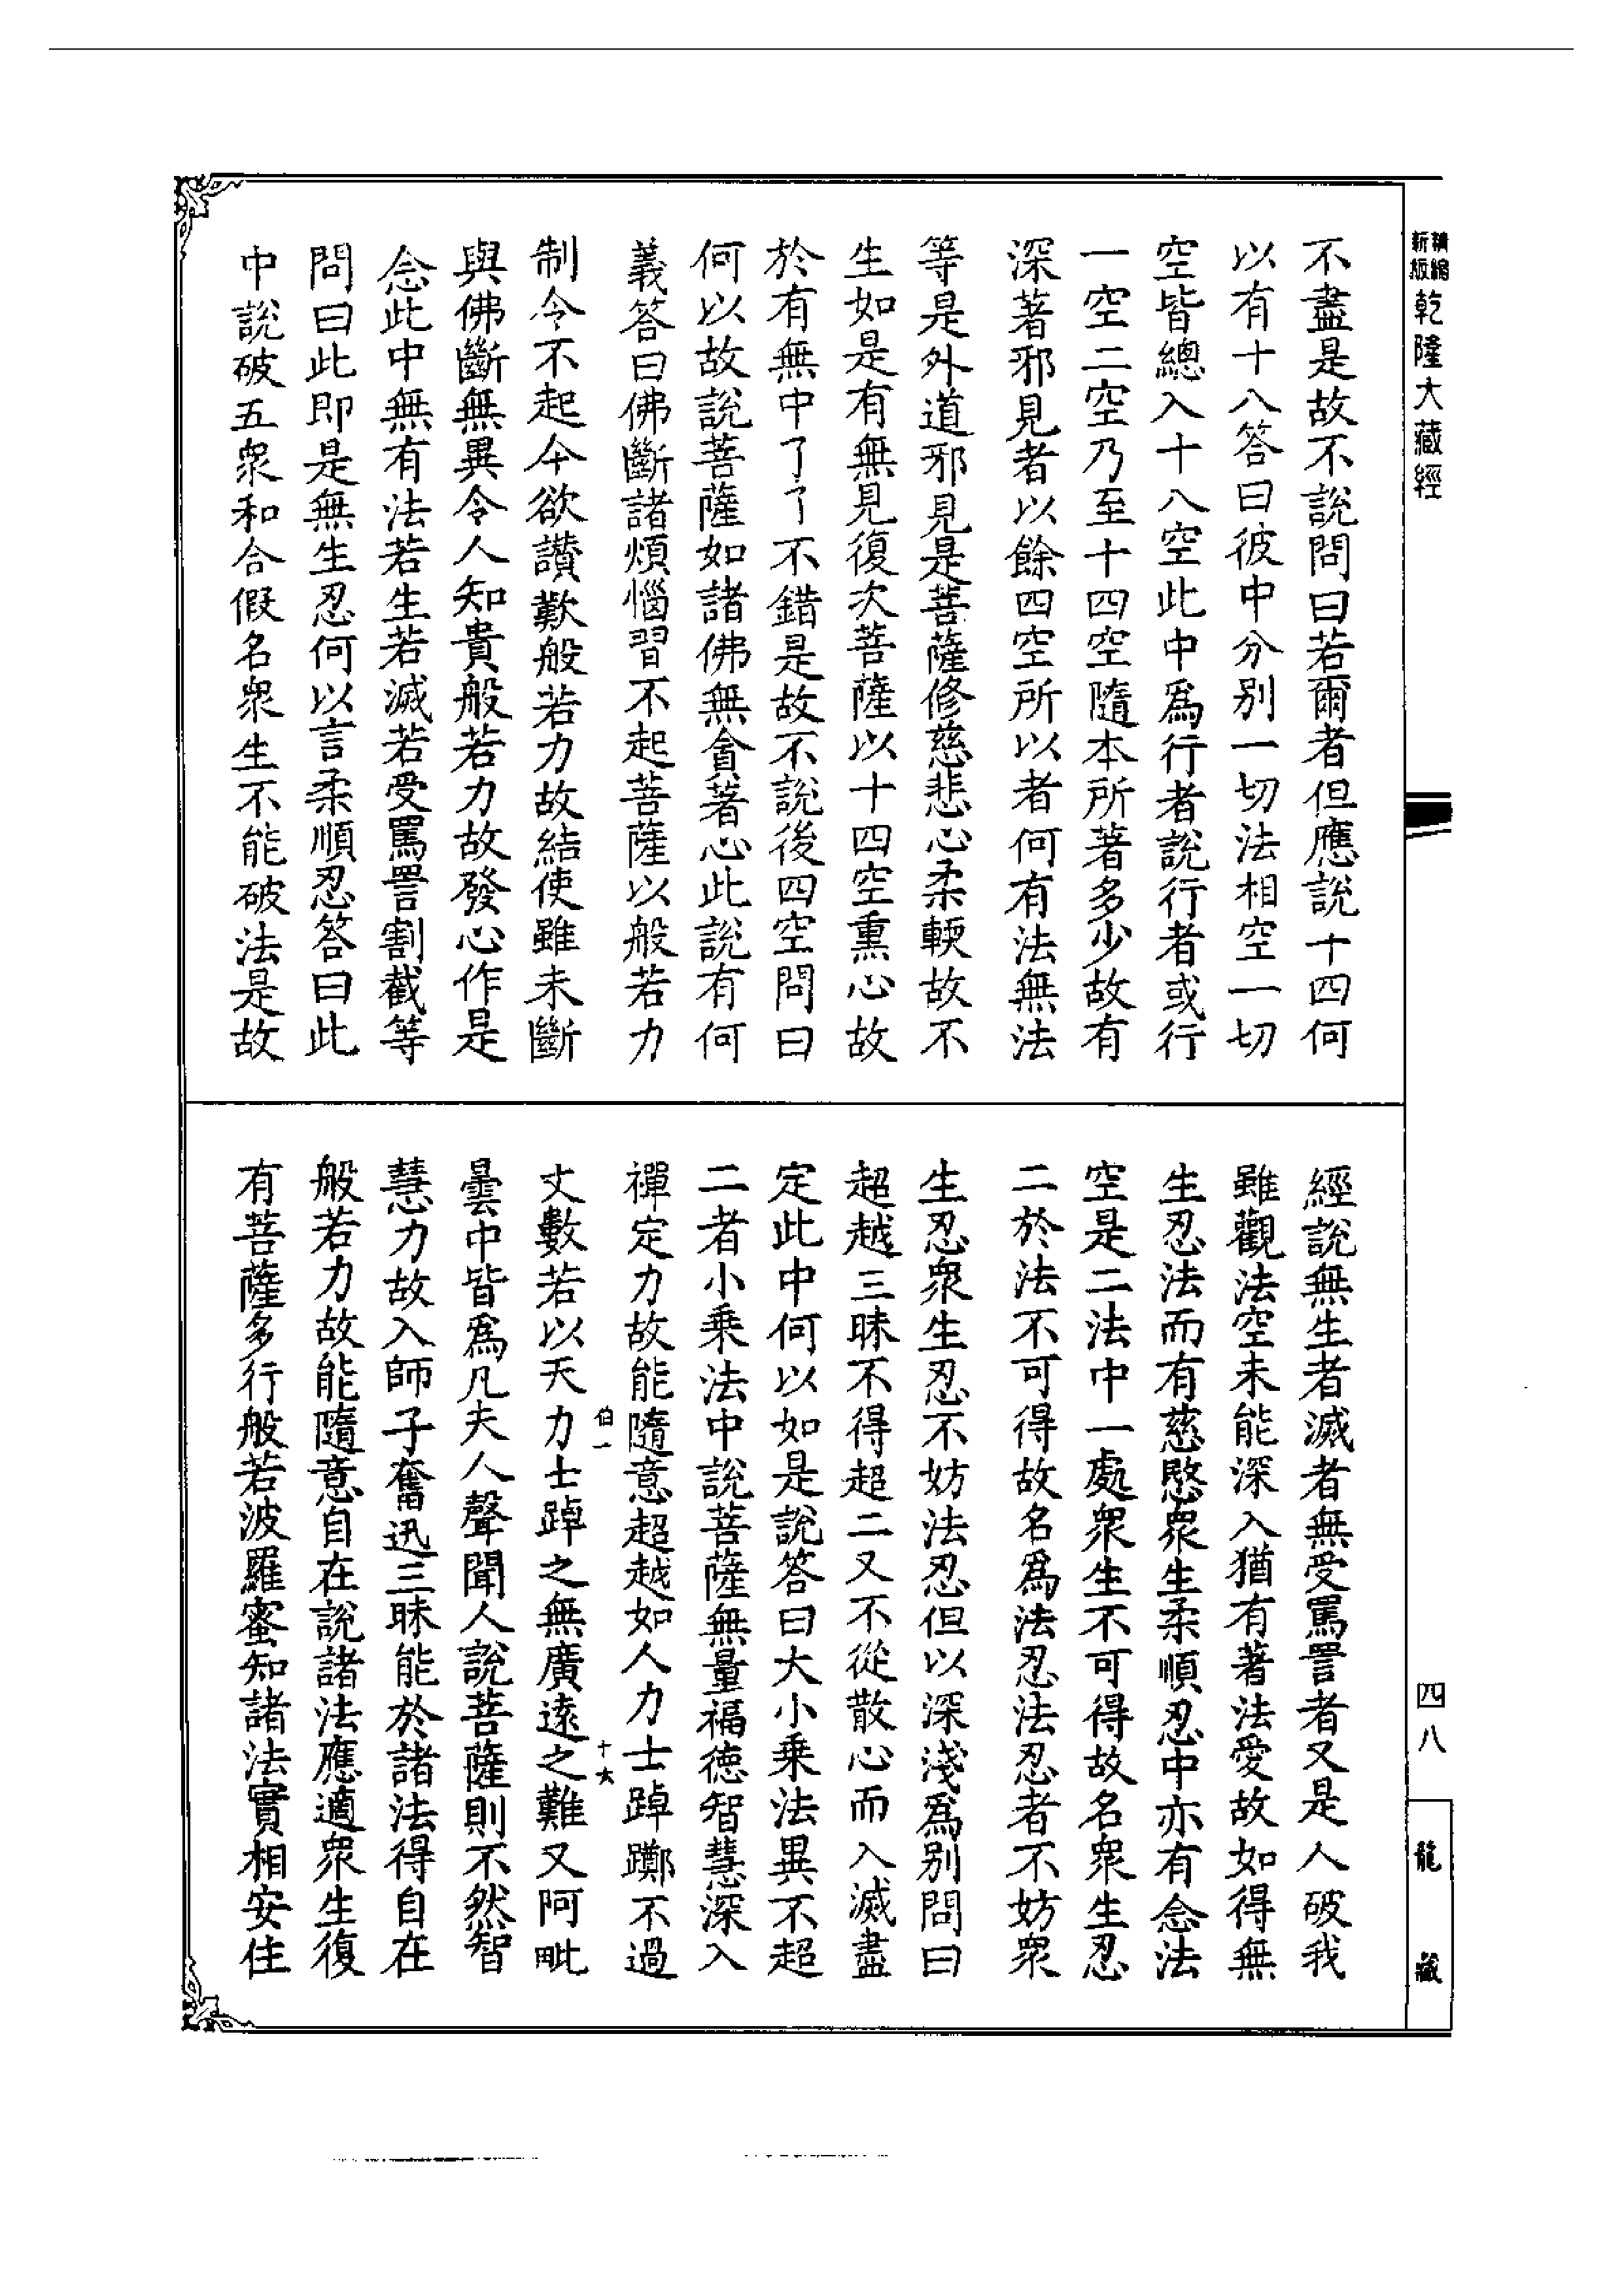 精縮新版
乾隆大藏經
四八
龍藏
不盡是故不說問曰若爾者但應說十四何
以有十八答曰彼中分别一切法相空一切
空皆總入十八空此中爲行者說行者或行
一空二空乃至十四空隨本所著多少故有
深著邪見者以餘四空所以者何有法無法
等是外道邪見是菩薩修慈悲心柔輭故不
生如是有無見復次菩薩以十四空熏心故
於有無中了了不錯是故不說後四空問曰
何以故說菩薩如諸佛無貪著心此說有何
義答曰佛斷諸煩惱習不起菩薩以般若力
制令不起今欲讚歎般若力故結使雖未斷
與佛斷無異令人知貴般若力故發心作是
念此中無有法若生若滅若受罵詈割截等
問曰此即是無生忍何以言柔順忍答曰此
中說破五衆和合假名衆生不能破法是故
經說無生者滅者無受罵詈者又是人破我
雖觀法空未能深入猶有著法愛故如得無
生忍法而有慈愍衆生柔順忍中亦有念法
空是二法中一處衆生不可得故名衆生忍
二於法不可得故名爲法忍法忍者不妨衆
生忍衆生忍不妨法忍但以深淺爲别問曰
超越三昧不得超二又不從散心而入滅盡
定此中何以如是說答曰大小乗法異不超
二者小乗法中說菩薩無量福德智慧深入
禪定力故能隨意超越如人力士踔躑不過
伯一
十六
丈數若以天力士踔之無廣遠之難又阿毗
曇中皆爲凡夫人聲聞人說菩薩則不然智
慧力故入師子奮迅三昧能於諸法得自在
般若力故能隨意自在說諸法應適衆生復
有菩薩多行般若波羅蜜知諸法實相安住